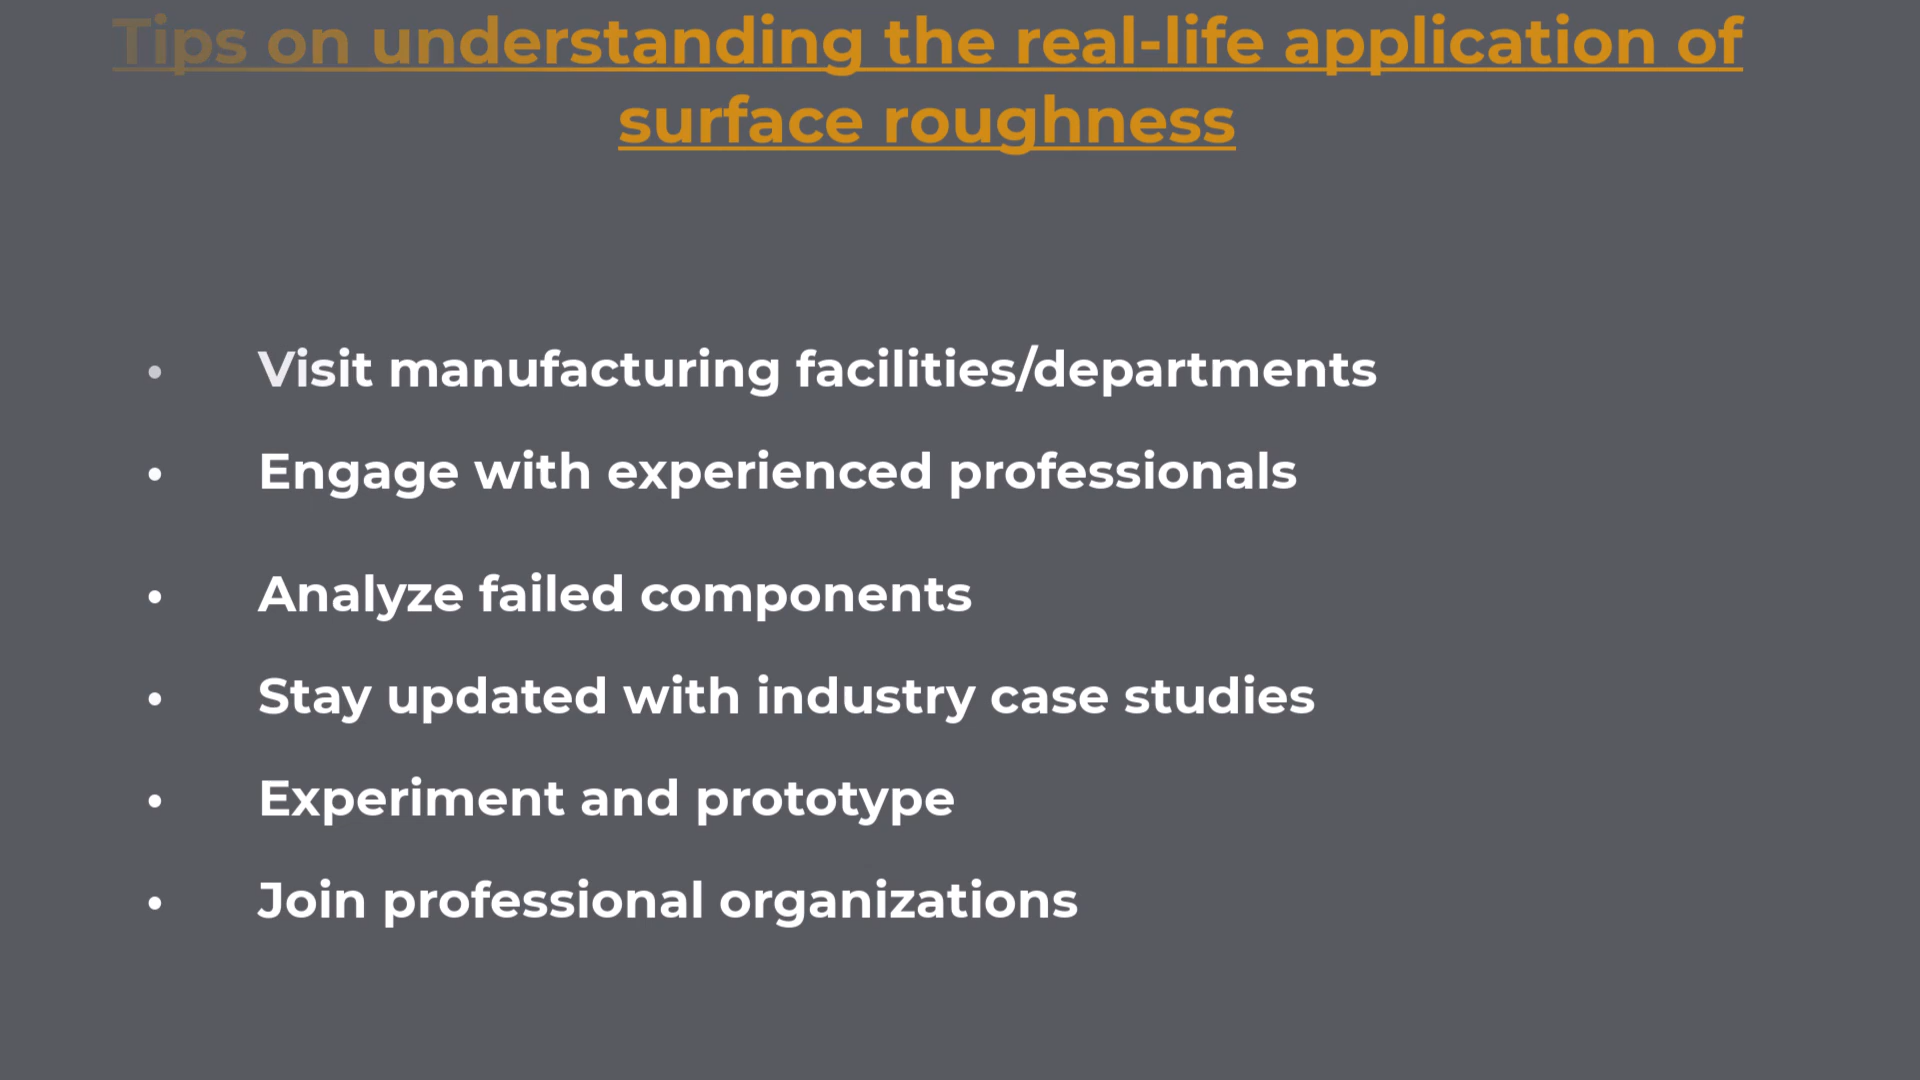 Tips on understanding the real-life application of
surface roughness
• Visit manufacturing facilities/departments
• Engage with experienced professionals
• Analyze failed components
• Stay updated with industry case studies
• Experiment and prototype
• Join professional organizations